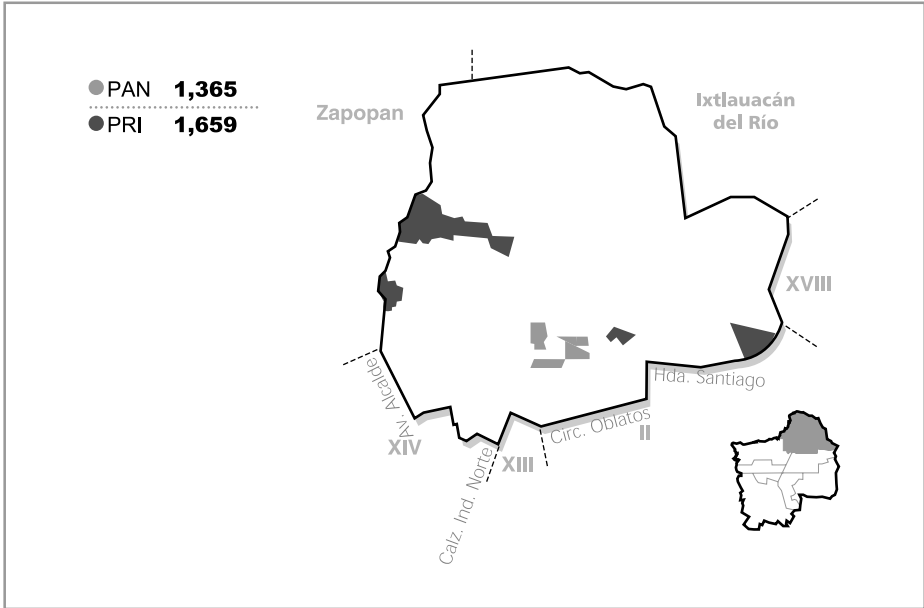 PAN 1,365
PRI 1,659
Zapopan
Ixtlauacán
del Río
XVIII
Hda. Santiago
Av. Alcalde
Circ. Oblatos
II
XIV
XIII
Calz. Ind. Norte